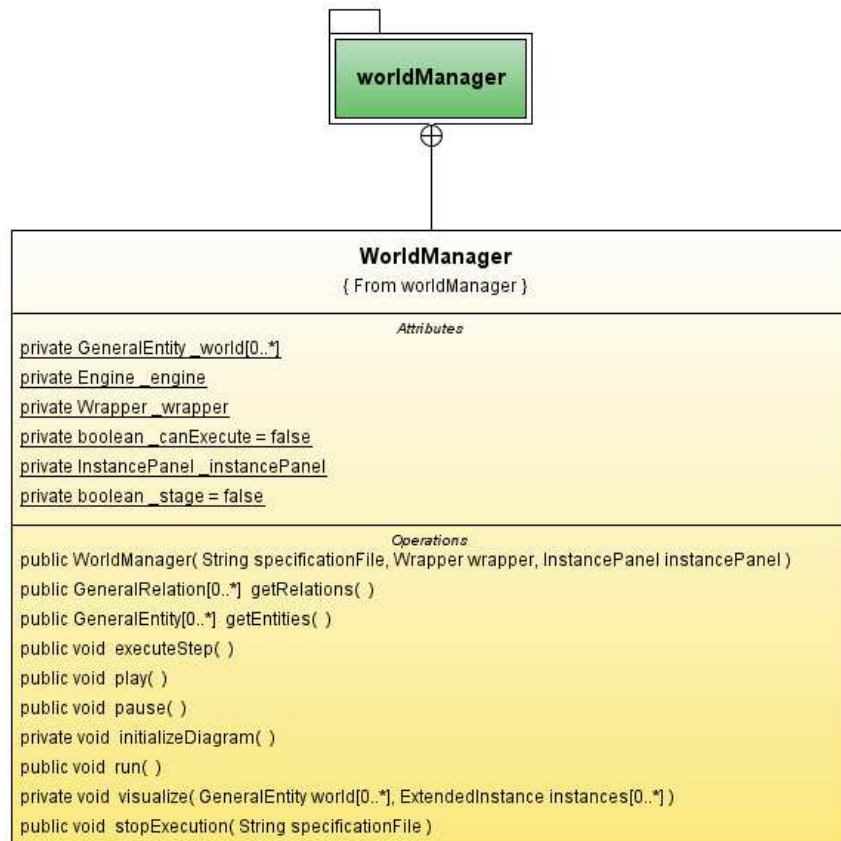 worldManager
WorldManager
{ From worldManager }
Attributes
private GeneralEntity _world[0..*]
private Engine _engine
private Wrapper _wrapper
private boolean _canExecute = false
private InstancePanel _instancePanel
private boolean _stage = false
Operations
public WorldManager( String specificationFile, Wrapper wrapper, InstancePanel instancePanel )
public GeneralRelation[0..*]  getRelations( )
public GeneralEntity[0..*]  getEntities( )
public void  executeStep( )
public void  play( )
public void  pause( )
private void  initializeDiagram( )
public void  run( )
private void  visualize( GeneralEntity world[0..*], ExtendedInstance instances[0..*] )
public void  stopExecution( String specificationFile )